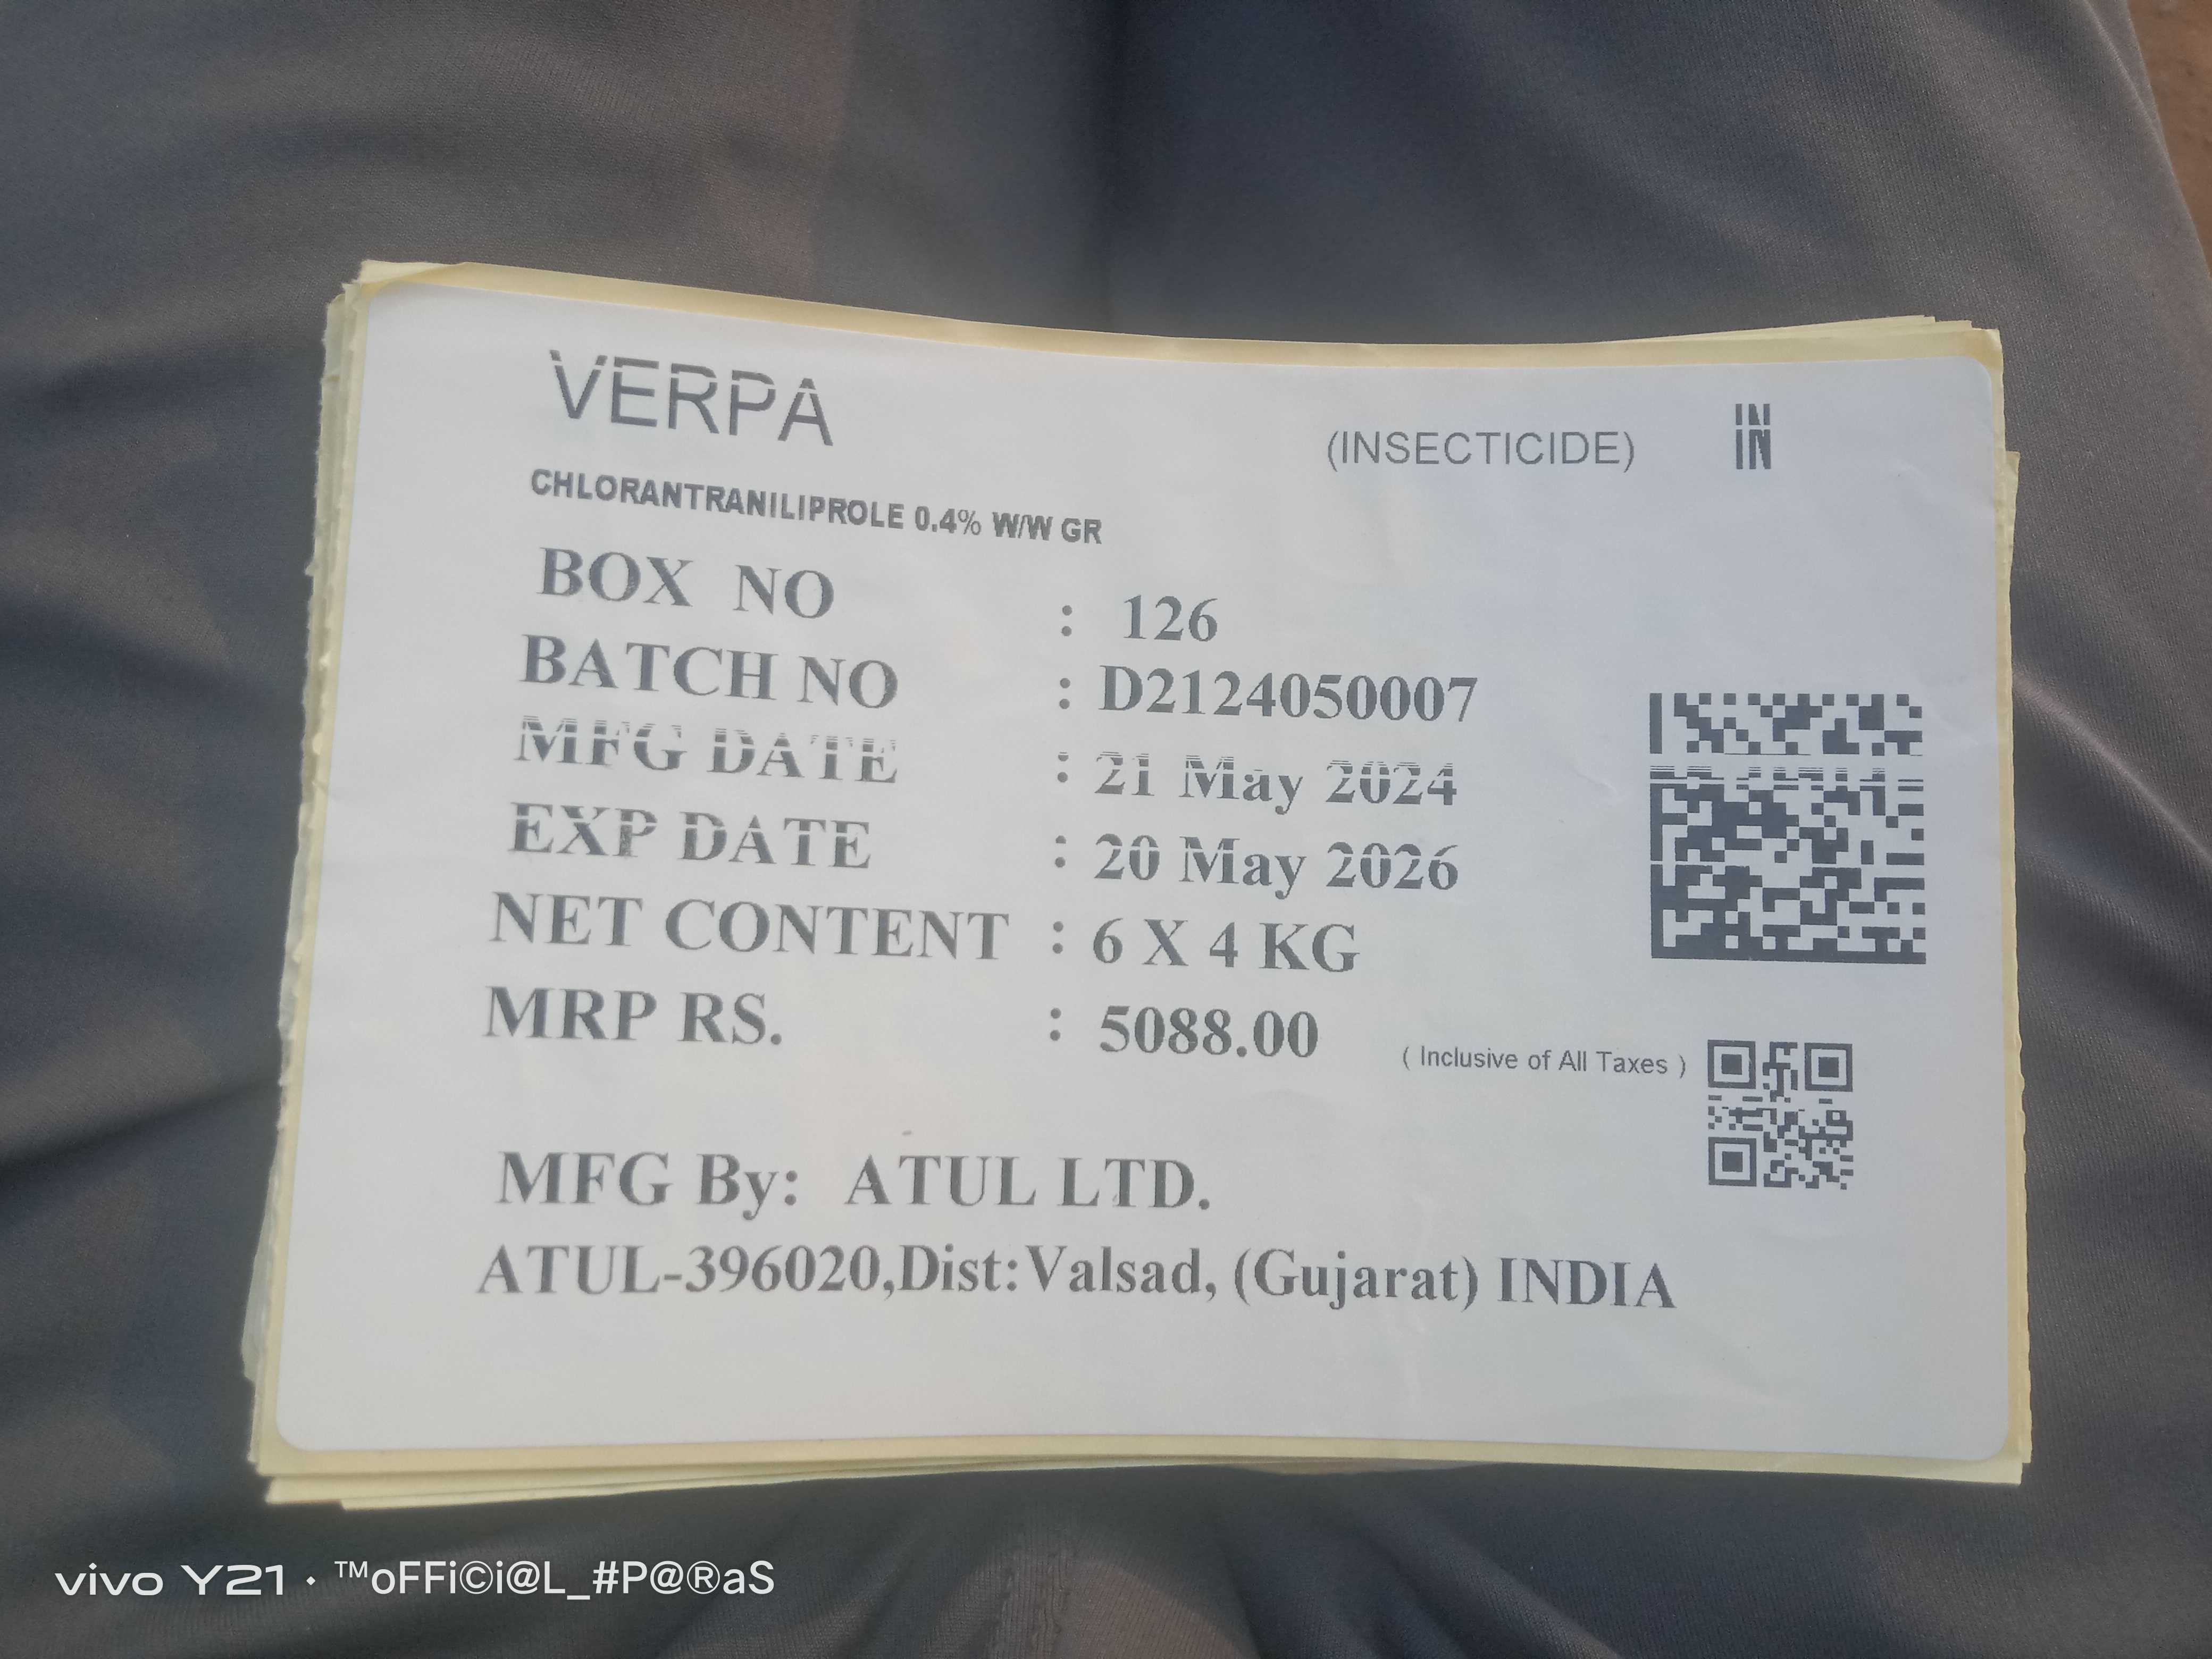 VERPA
(INSECTICIDE) IN
CHLORANTRANILIPROLE 0.4% W/W GR
BOX NO : 126
BATCH NO : D2124050007
MFG DATE : 21 May 2024
EXP DATE : 20 May 2026
NET CONTENT : 6 X 4 KG
MRP RS. : 5088.00 ( Inclusive of All Taxes )
MFG By: ATUL LTD.
ATUL-396020,Dist:Valsad, (Gujarat) INDIA
vivo Y21 · ™oFFi©i@L_#P@®aS